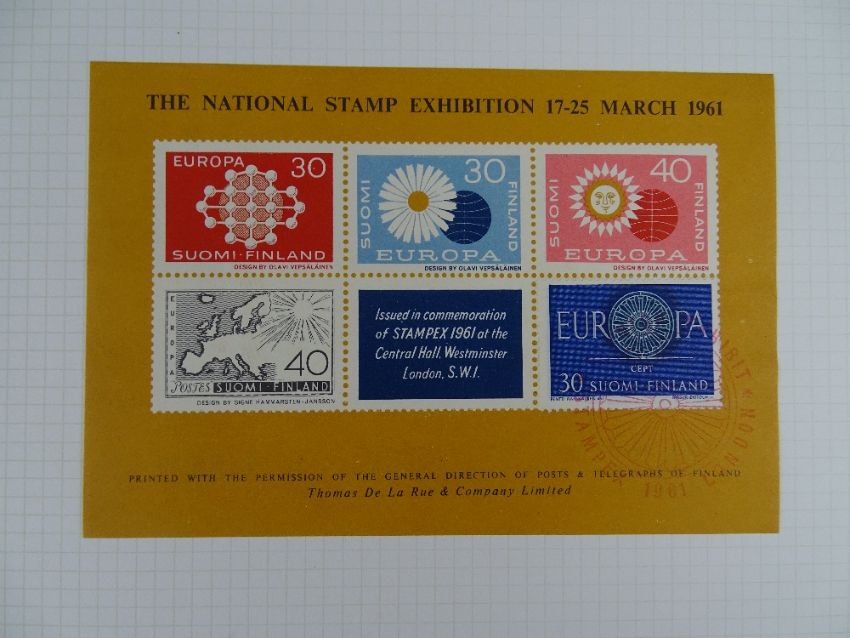 THE NATIONAL STAMP EXHIBITION 17-25 MARCH 1961
EUROPA 30
SUOMI·FINLAND
DESIGN BY OLAVI VEPSÄLÄINEN
30
SUOMI
FINLAND
EUROPA
DESIGN BY OLAVI VEPSÄLÄINEN
40
SUOMI
FINLAND
EUROPA
DESIGN BY OLAVI VEPSÄLÄINEN
EUROPA
40
POSTES SUOMI·FINLAND
DESIGN BY SIGNE HAMMARSTEN-JANSSON
Issued in commemoration
of STAMPEX 1961 at the
Central Hall, Westminster
London, S.W.1.
EUROPA
CEPT
30 SUOMI FINLAND
PRINTED WITH THE PERMISSION OF THE GENERAL DIRECTION OF POSTS & TELEGRAPHS OF FINLAND
Thomas De La Rue & Company Limited
1961